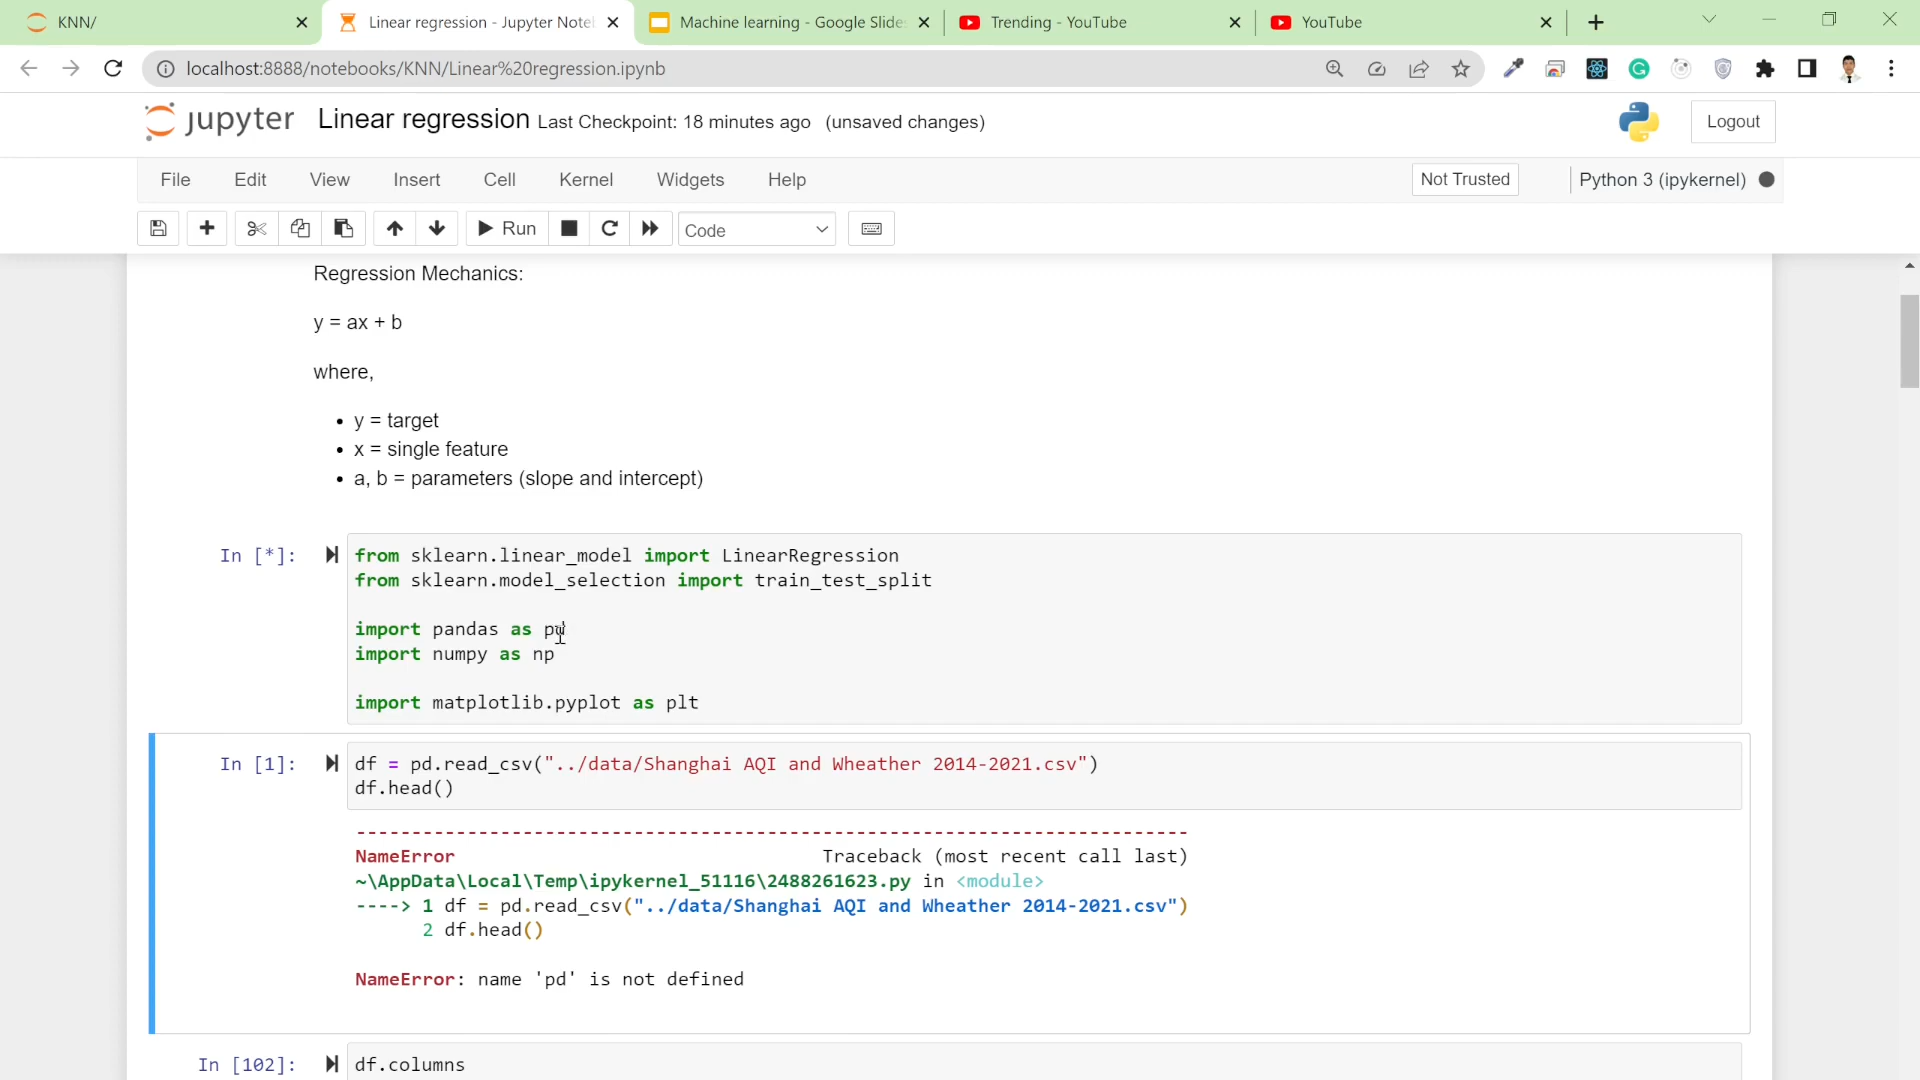 KNN/
Linear regression - Jupyter Note
Machine learning - Google Slide
Trending - YouTube
YouTube
localhost:8888/notebooks/KNN/Linear%20regression.ipynb
jupyter Linear regression Last Checkpoint: 18 minutes ago (unsaved changes)
Logout
File Edit View Insert Cell Kernel Widgets Help
Not Trusted
Python 3 (ipykernel)
Run
Code
Regression Mechanics:
y = ax + b
where,
• y = target
• x = single feature
• a, b = parameters (slope and intercept)
In [*]:
from sklearn.linear_model import LinearRegression
from sklearn.model_selection import train_test_split
import pandas as pd
import numpy as np
import matplotlib.pyplot as plt
In [1]:
df = pd.read_csv("../data/Shanghai AQI and Wheather 2014-2021.csv")
df.head()
---------------------------------------------------------------------------
NameError Traceback (most recent call last)
~\AppData\Local\Temp\ipykernel_51116\2488261623.py in <module>
----> 1 df = pd.read_csv("../data/Shanghai AQI and Wheather 2014-2021.csv")
2 df.head()
NameError: name 'pd' is not defined
In [102]:
df.columns